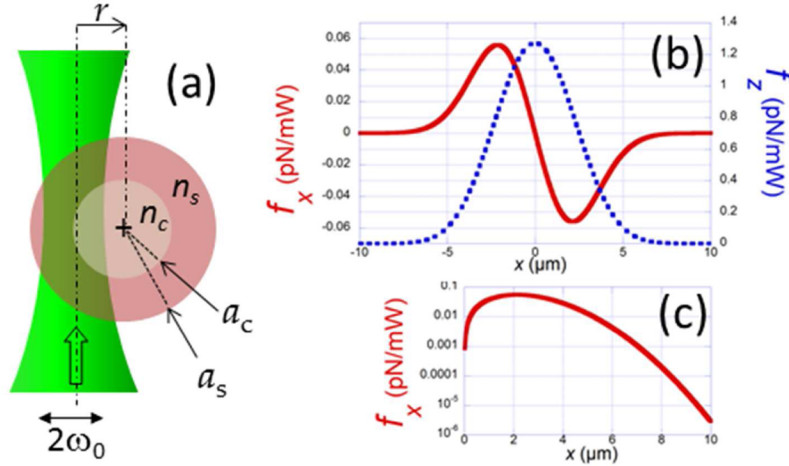 r
(a)
n_s
n_c
a_c
a_s
2ω₀
(b)
f_x (pN/mW)
0.06
0.04
0.02
0
-0.02
-0.04
-0.06
-10
-5
0
5
10
x (µm)
1.4
1.2
1
0.8
0.6
0.4
0.2
0
f_z (pN/mW)
(c)
f_x (pN/mW)
0.1
0.01
0.001
0.0001
10⁻⁵
10⁻⁶
0
2
4
6
8
10
x (µm)